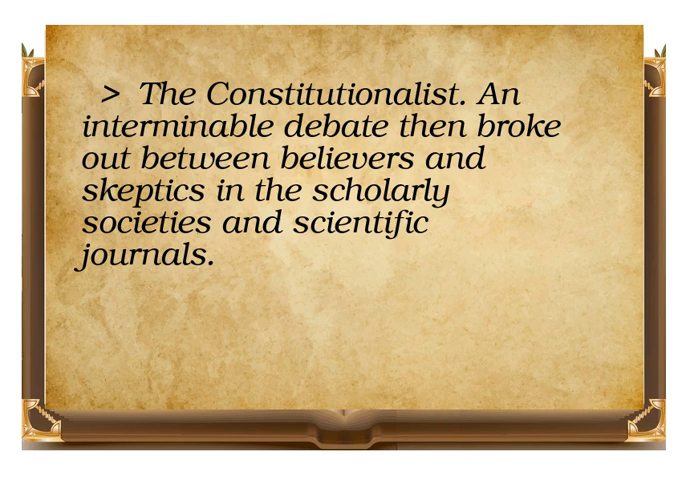 > The Constitutionalist. An
interminable debate then broke
out between believers and
skeptics in the scholarly
societies and scientific
journals.